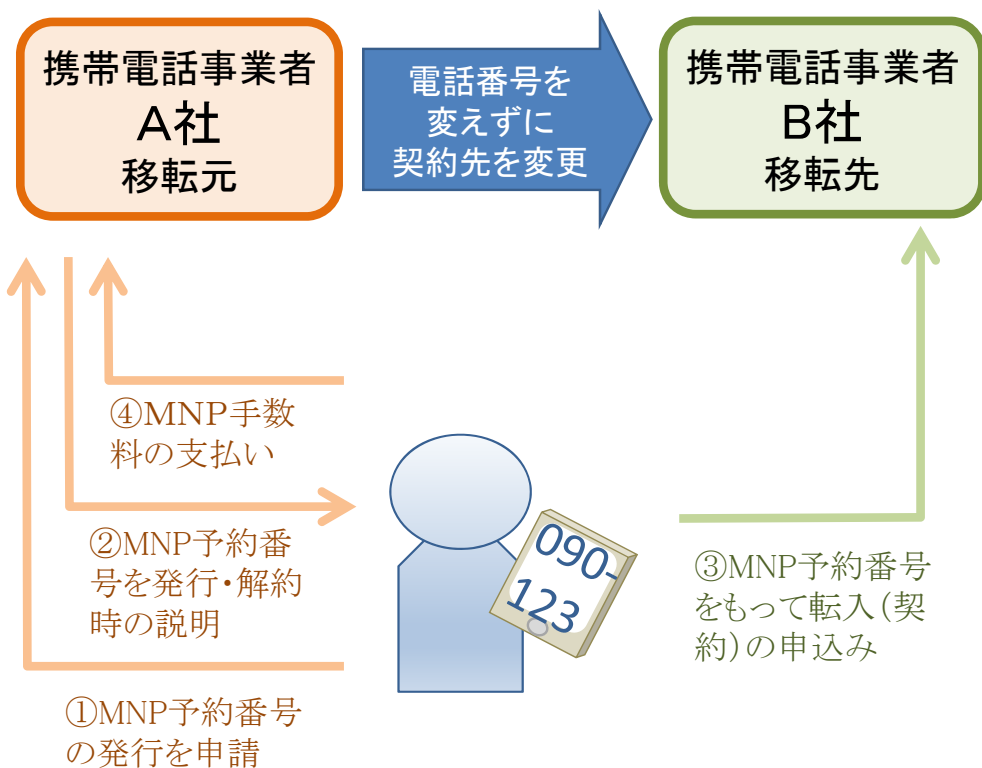 携帯電話事業者
A社
移転元
電話番号を
変えずに
契約先を変更
携帯電話事業者
B社
移転先
④MNP手数
料の支払い
②MNP予約番
号を発行・解約
時の説明
①MNP予約番号
の発行を申請
090-
123
③MNP予約番号
をもって転入(契
約)の申込み